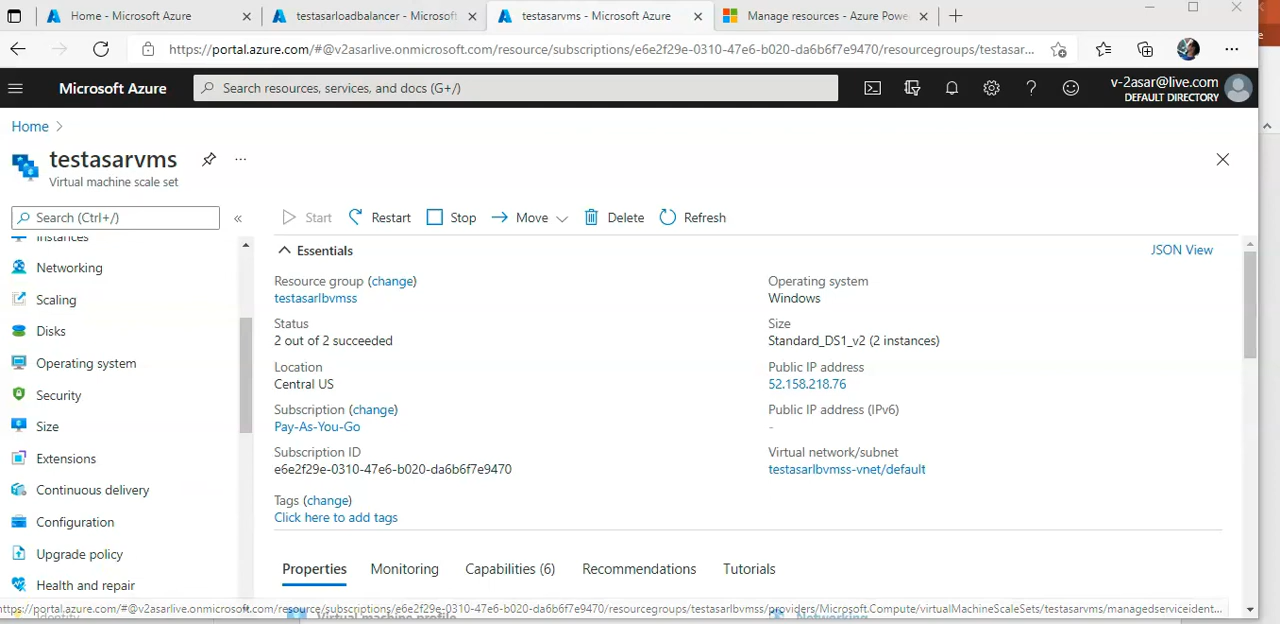 Home - Microsoft Azure
testasarloadbalancer - Microsoft
testasarvms - Microsoft Azure
Manage resources - Azure Powe
https://portal.azure.com/#@v2asarlive.onmicrosoft.com/resource/subscriptions/e6e2f29e-0310-47e6-b020-da6b6f7e9470/resourcegroups/testasar...
Microsoft Azure
Search resources, services, and docs (G+/)
v-2asar@live.com
DEFAULT DIRECTORY
Home
testasarvms
Virtual machine scale set
Search (Ctrl+/)
Start
Restart
Stop
Move
Delete
Refresh
Instances
Networking
Scaling
Disks
Operating system
Security
Size
Extensions
Continuous delivery
Configuration
Upgrade policy
Health and repair
Identity
Essentials
JSON View
Resource group (change)
testasarlbvmss
Status
2 out of 2 succeeded
Location
Central US
Subscription (change)
Pay-As-You-Go
Subscription ID
e6e2f29e-0310-47e6-b020-da6b6f7e9470
Tags (change)
Click here to add tags
Operating system
Windows
Size
Standard_DS1_v2 (2 instances)
Public IP address
52.158.218.76
Public IP address (IPv6)
-
Virtual network/subnet
testasarlbvmss-vnet/default
Properties
Monitoring
Capabilities (6)
Recommendations
Tutorials
Virtual machine profile
Networking
https://portal.azure.com/#@v2asarlive.onmicrosoft.com/resource/subscriptions/e6e2f29e-0310-47e6-b020-da6b6f7e9470/resourcegroups/testasarlbvmss/providers/Microsoft.Compute/virtualMachineScaleSets/testasarvms/managedserviceident...